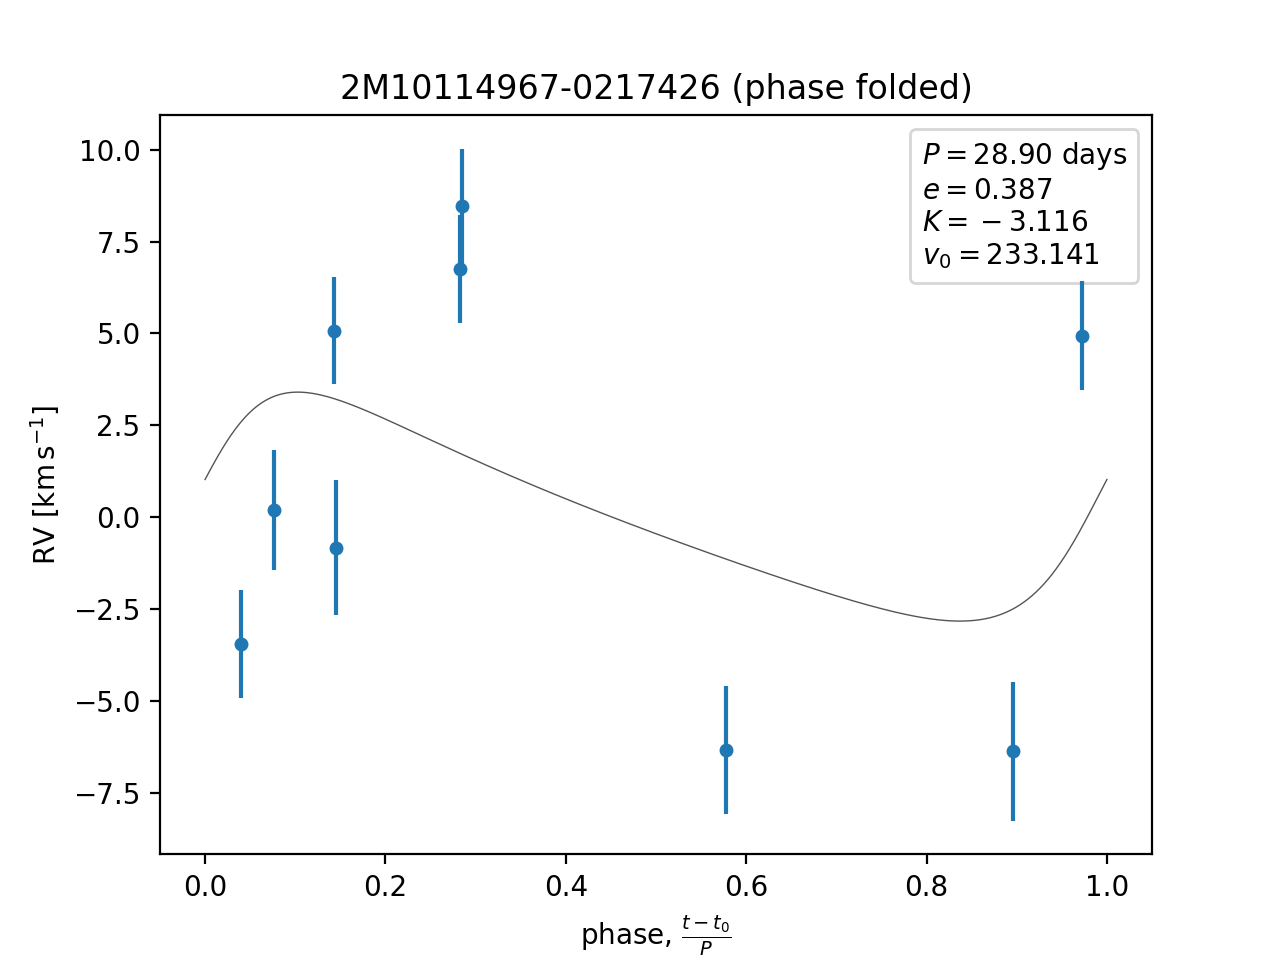 2M10114967-0217426 (phase folded)
P = 28.90 days
e = 0.387
K = −3.116
v₀ = 233.141
RV [km s⁻¹]
10.0
7.5
5.0
2.5
0.0
−2.5
−5.0
−7.5
0.0 0.2 0.4 0.6 0.8 1.0
phase, (t − t₀)/P